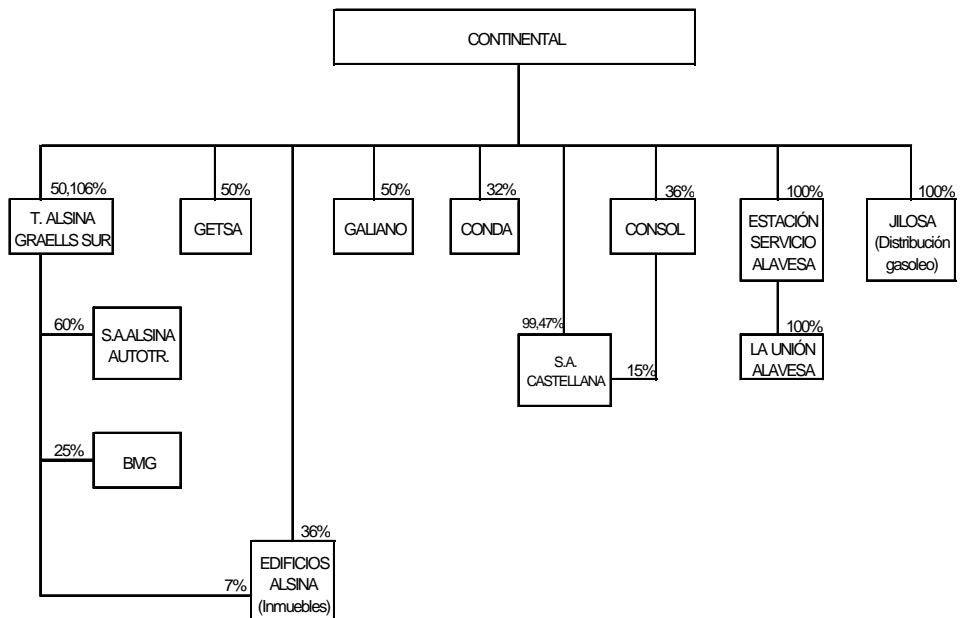 CONTINENTAL
50,106%
50%
50%
32%
36%
100%
100%
T. ALSINA
GRAELLS SUR
GETSA
GALIANO
CONDA
CONSOL
ESTACIÓN
SERVICIO
ALAVESA
JILOSA
(Distribución
gasoleo)
60%
S.A.ALSINA
AUTOTR.
99,47%
S.A.
CASTELLANA
15%
100%
LA UNIÓN
ALAVESA
25%
BMG
36%
7%
EDIFICIOS
ALSINA
(Inmuebles)